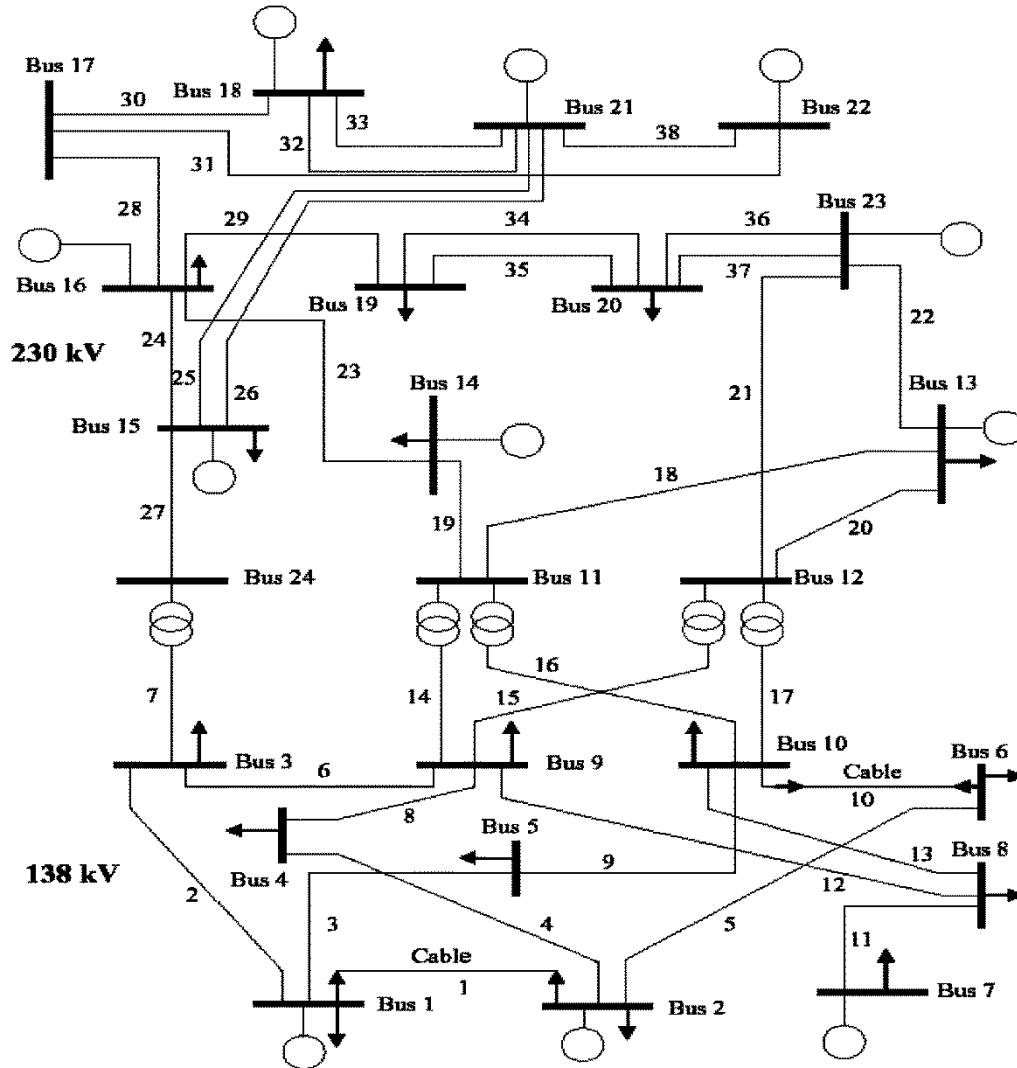 Bus 17
Bus 18
Bus 21
Bus 22
30
33
32
38
31
28
29
34
36
Bus 23
35
37
Bus 16
Bus 19
Bus 20
22
24
230 kV
25
26
23
Bus 14
21
Bus 13
Bus 15
18
27
19
20
Bus 24
Bus 11
Bus 12
16
7
14
15
17
Bus 3
6
Bus 9
Bus 10
Bus 6
Cable
10
8
Bus 5
Bus 4
9
13
Bus 8
138 kV
2
12
3
4
5
11
Cable
1
Bus 1
Bus 2
Bus 7